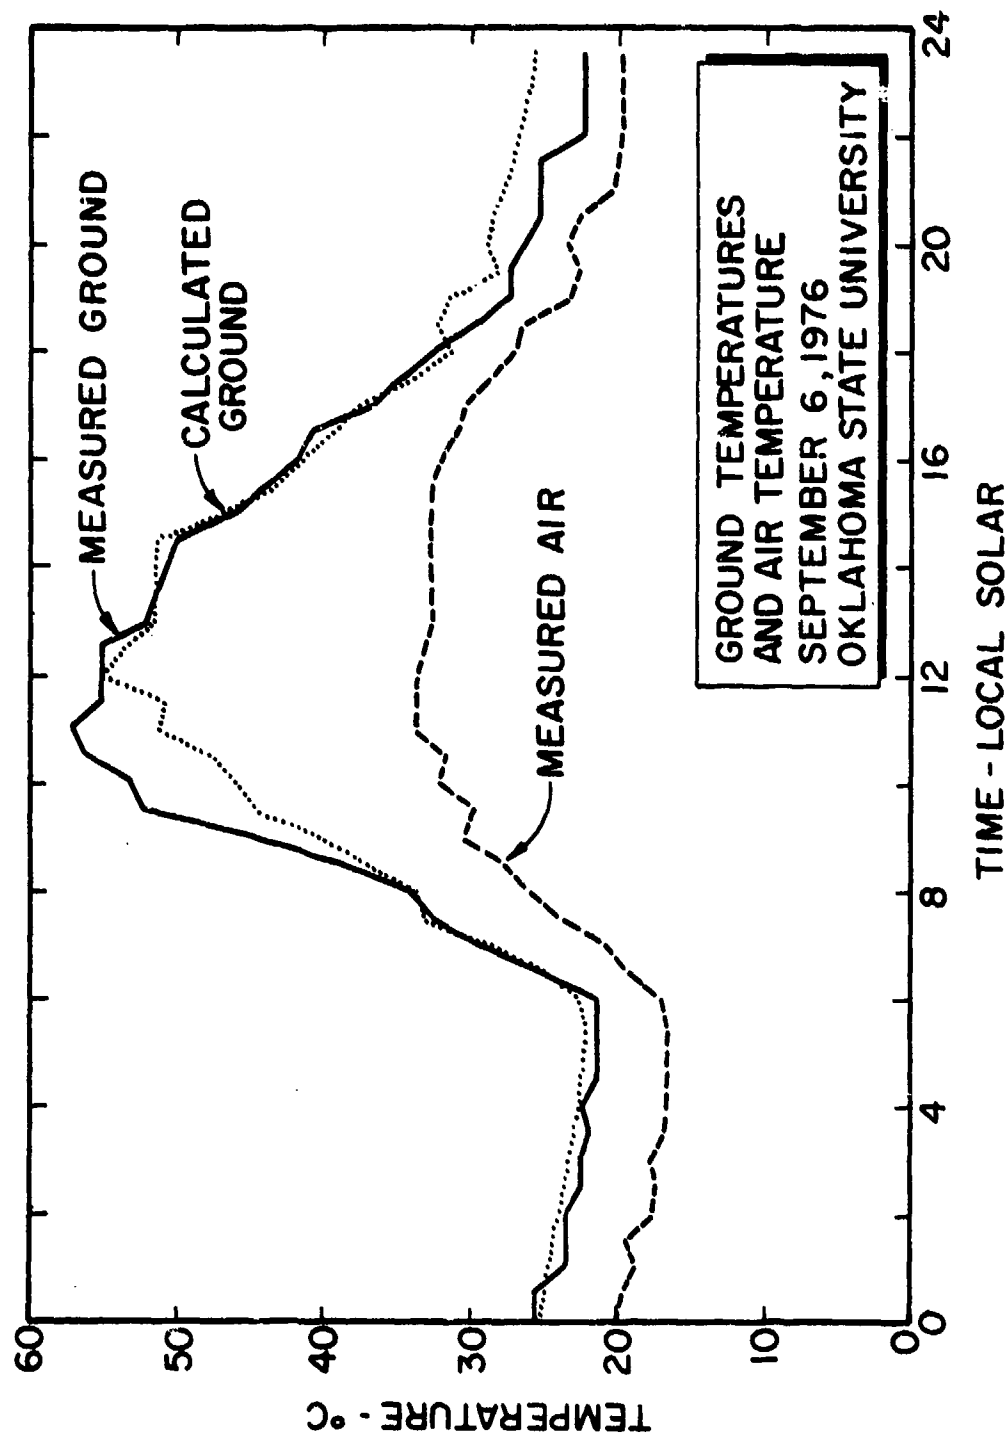 60
50
40
30
20
10
0
TEMPERATURE - °C
MEASURED GROUND
CALCULATED
GROUND
MEASURED AIR
GROUND TEMPERATURES
AND AIR TEMPERATURE
SEPTEMBER 6, 1976
OKLAHOMA STATE UNIVERSITY
0
4
8
12
16
20
24
TIME - LOCAL SOLAR